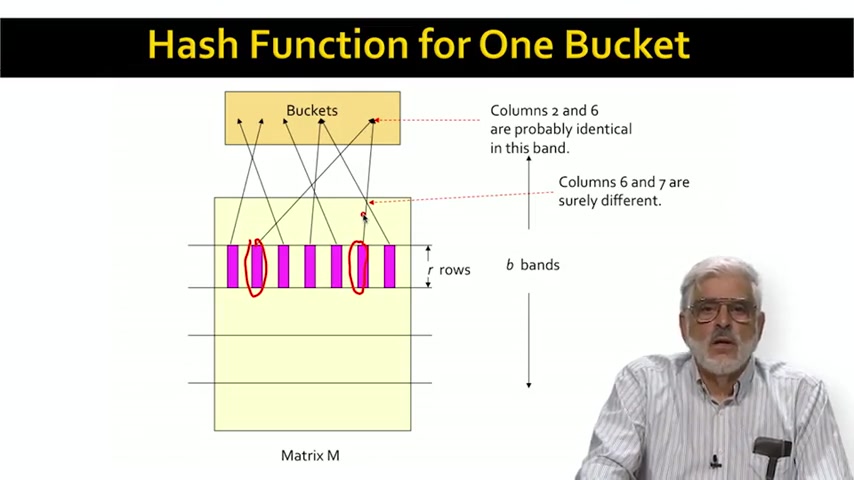 Hash Function for One Bucket
Buckets
Columns 2 and 6
are probably identical
in this band.
Columns 6 and 7 are
surely different.
r rows
b bands
Matrix M